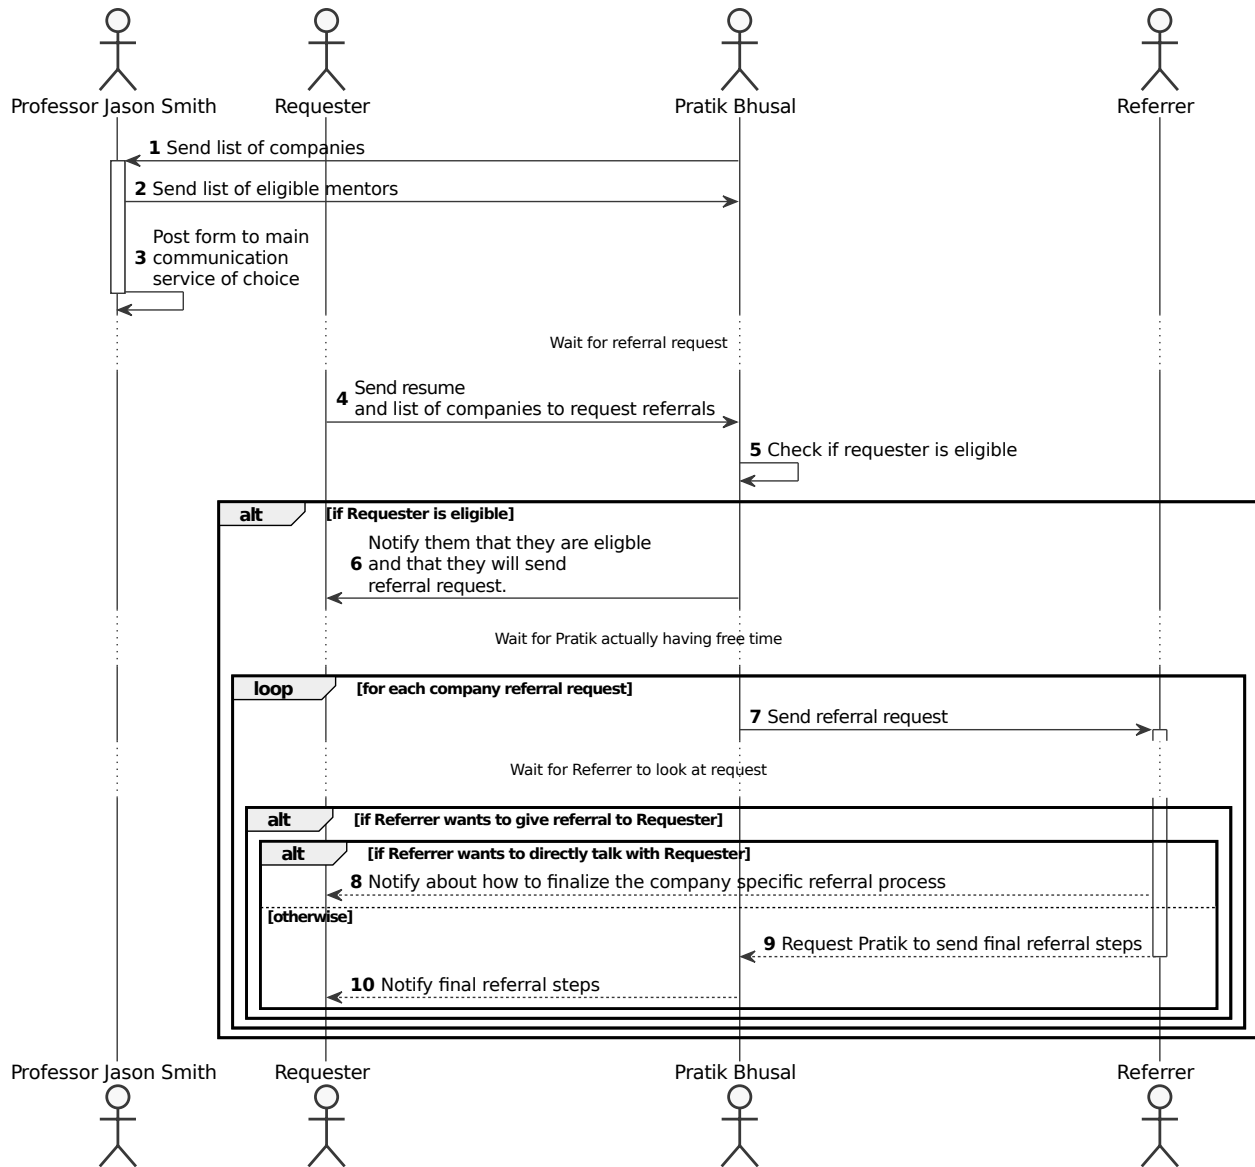 Professor Jason Smith
Requester
Pratik Bhusal
Referrer
1 Send list of companies
2 Send list of eligible mentors
Post form to main
3 communication
service of choice
Wait for referral request
Send resume
4 and list of companies to request referrals
5 Check if requester is eligible
alt [if Requester is eligible]
Notify them that they are eligble
6 and that they will send
referral request.
Wait for Pratik actually having free time
loop [for each company referral request]
7 Send referral request
Wait for Referrer to look at request
alt [if Referrer wants to give referral to Requester]
alt [if Referrer wants to directly talk with Requester]
8 Notify about how to finalize the company specific referral process
[otherwise]
9 Request Pratik to send final referral steps
10 Notify final referral steps
Professor Jason Smith
Requester
Pratik Bhusal
Referrer